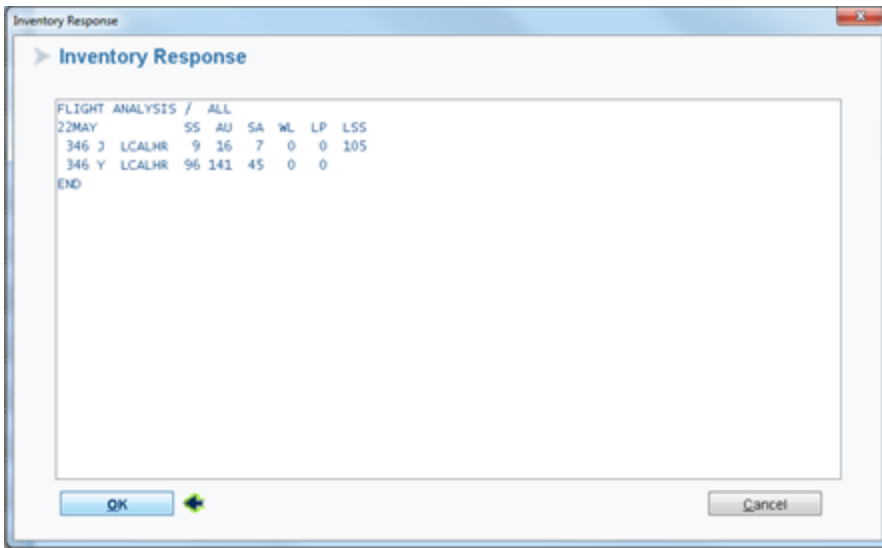 Inventory Response
Inventory Response
FLIGHT ANALYSIS / ALL
22MAY SS AU SA WL LP LSS
346 J LCALHR 9 16 7 0 0 105
346 Y LCALHR 96 141 45 0 0
END
OK
Cancel